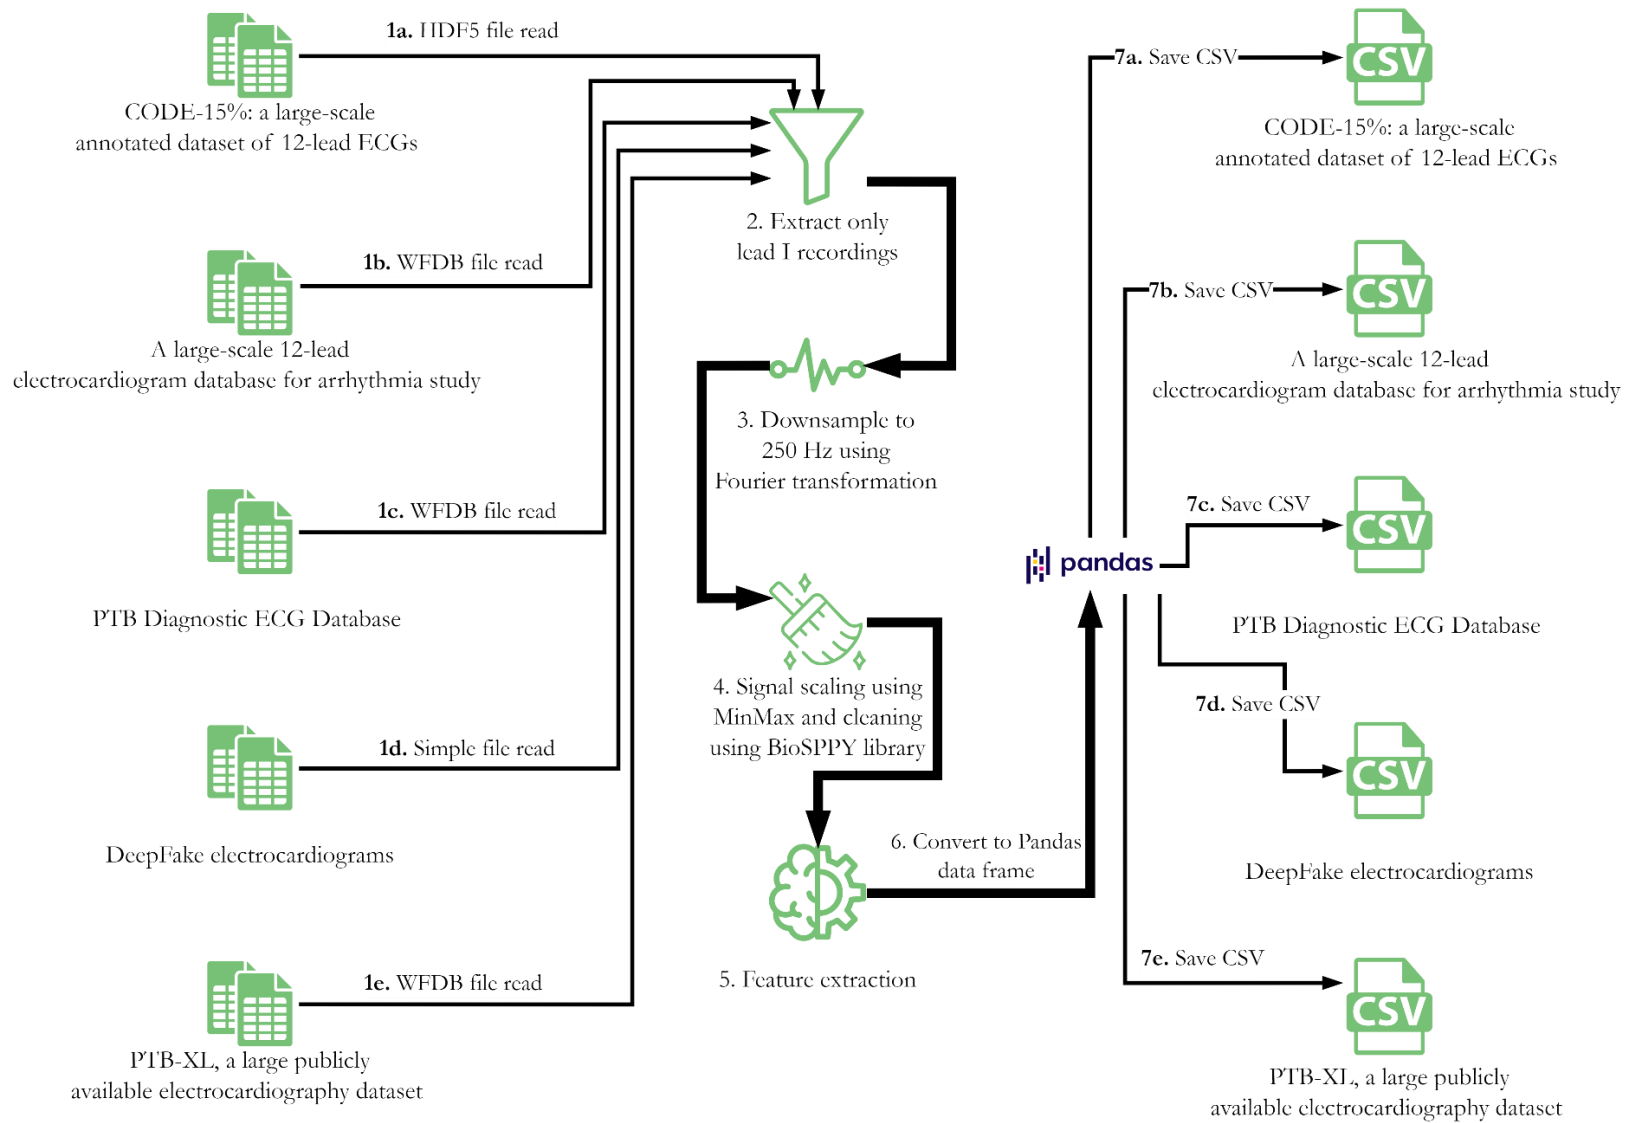 1a. HDF5 file read
CODE-15%: a large-scale
annotated dataset of 12-lead ECGs
1b. WFDB file read
A large-scale 12-lead
electrocardiogram database for arrhythmia study
1c. WFDB file read
PTB Diagnostic ECG Database
1d. Simple file read
DeepFake electrocardiograms
1e. WFDB file read
PTB-XL, a large publicly
available electrocardiography dataset
2. Extract only
lead I recordings
3. Downsample to
250 Hz using
Fourier transformation
4. Signal scaling using
MinMax and cleaning
using BioSPPY library
5. Feature extraction
6. Convert to Pandas
data frame
pandas
7a. Save CSV
CSV
CODE-15%: a large-scale
annotated dataset of 12-lead ECGs
7b. Save CSV
CSV
A large-scale 12-lead
electrocardiogram database for arrhythmia study
7c. Save CSV
CSV
PTB Diagnostic ECG Database
7d. Save CSV
CSV
DeepFake electrocardiograms
7e. Save CSV
CSV
PTB-XL, a large publicly
available electrocardiography dataset